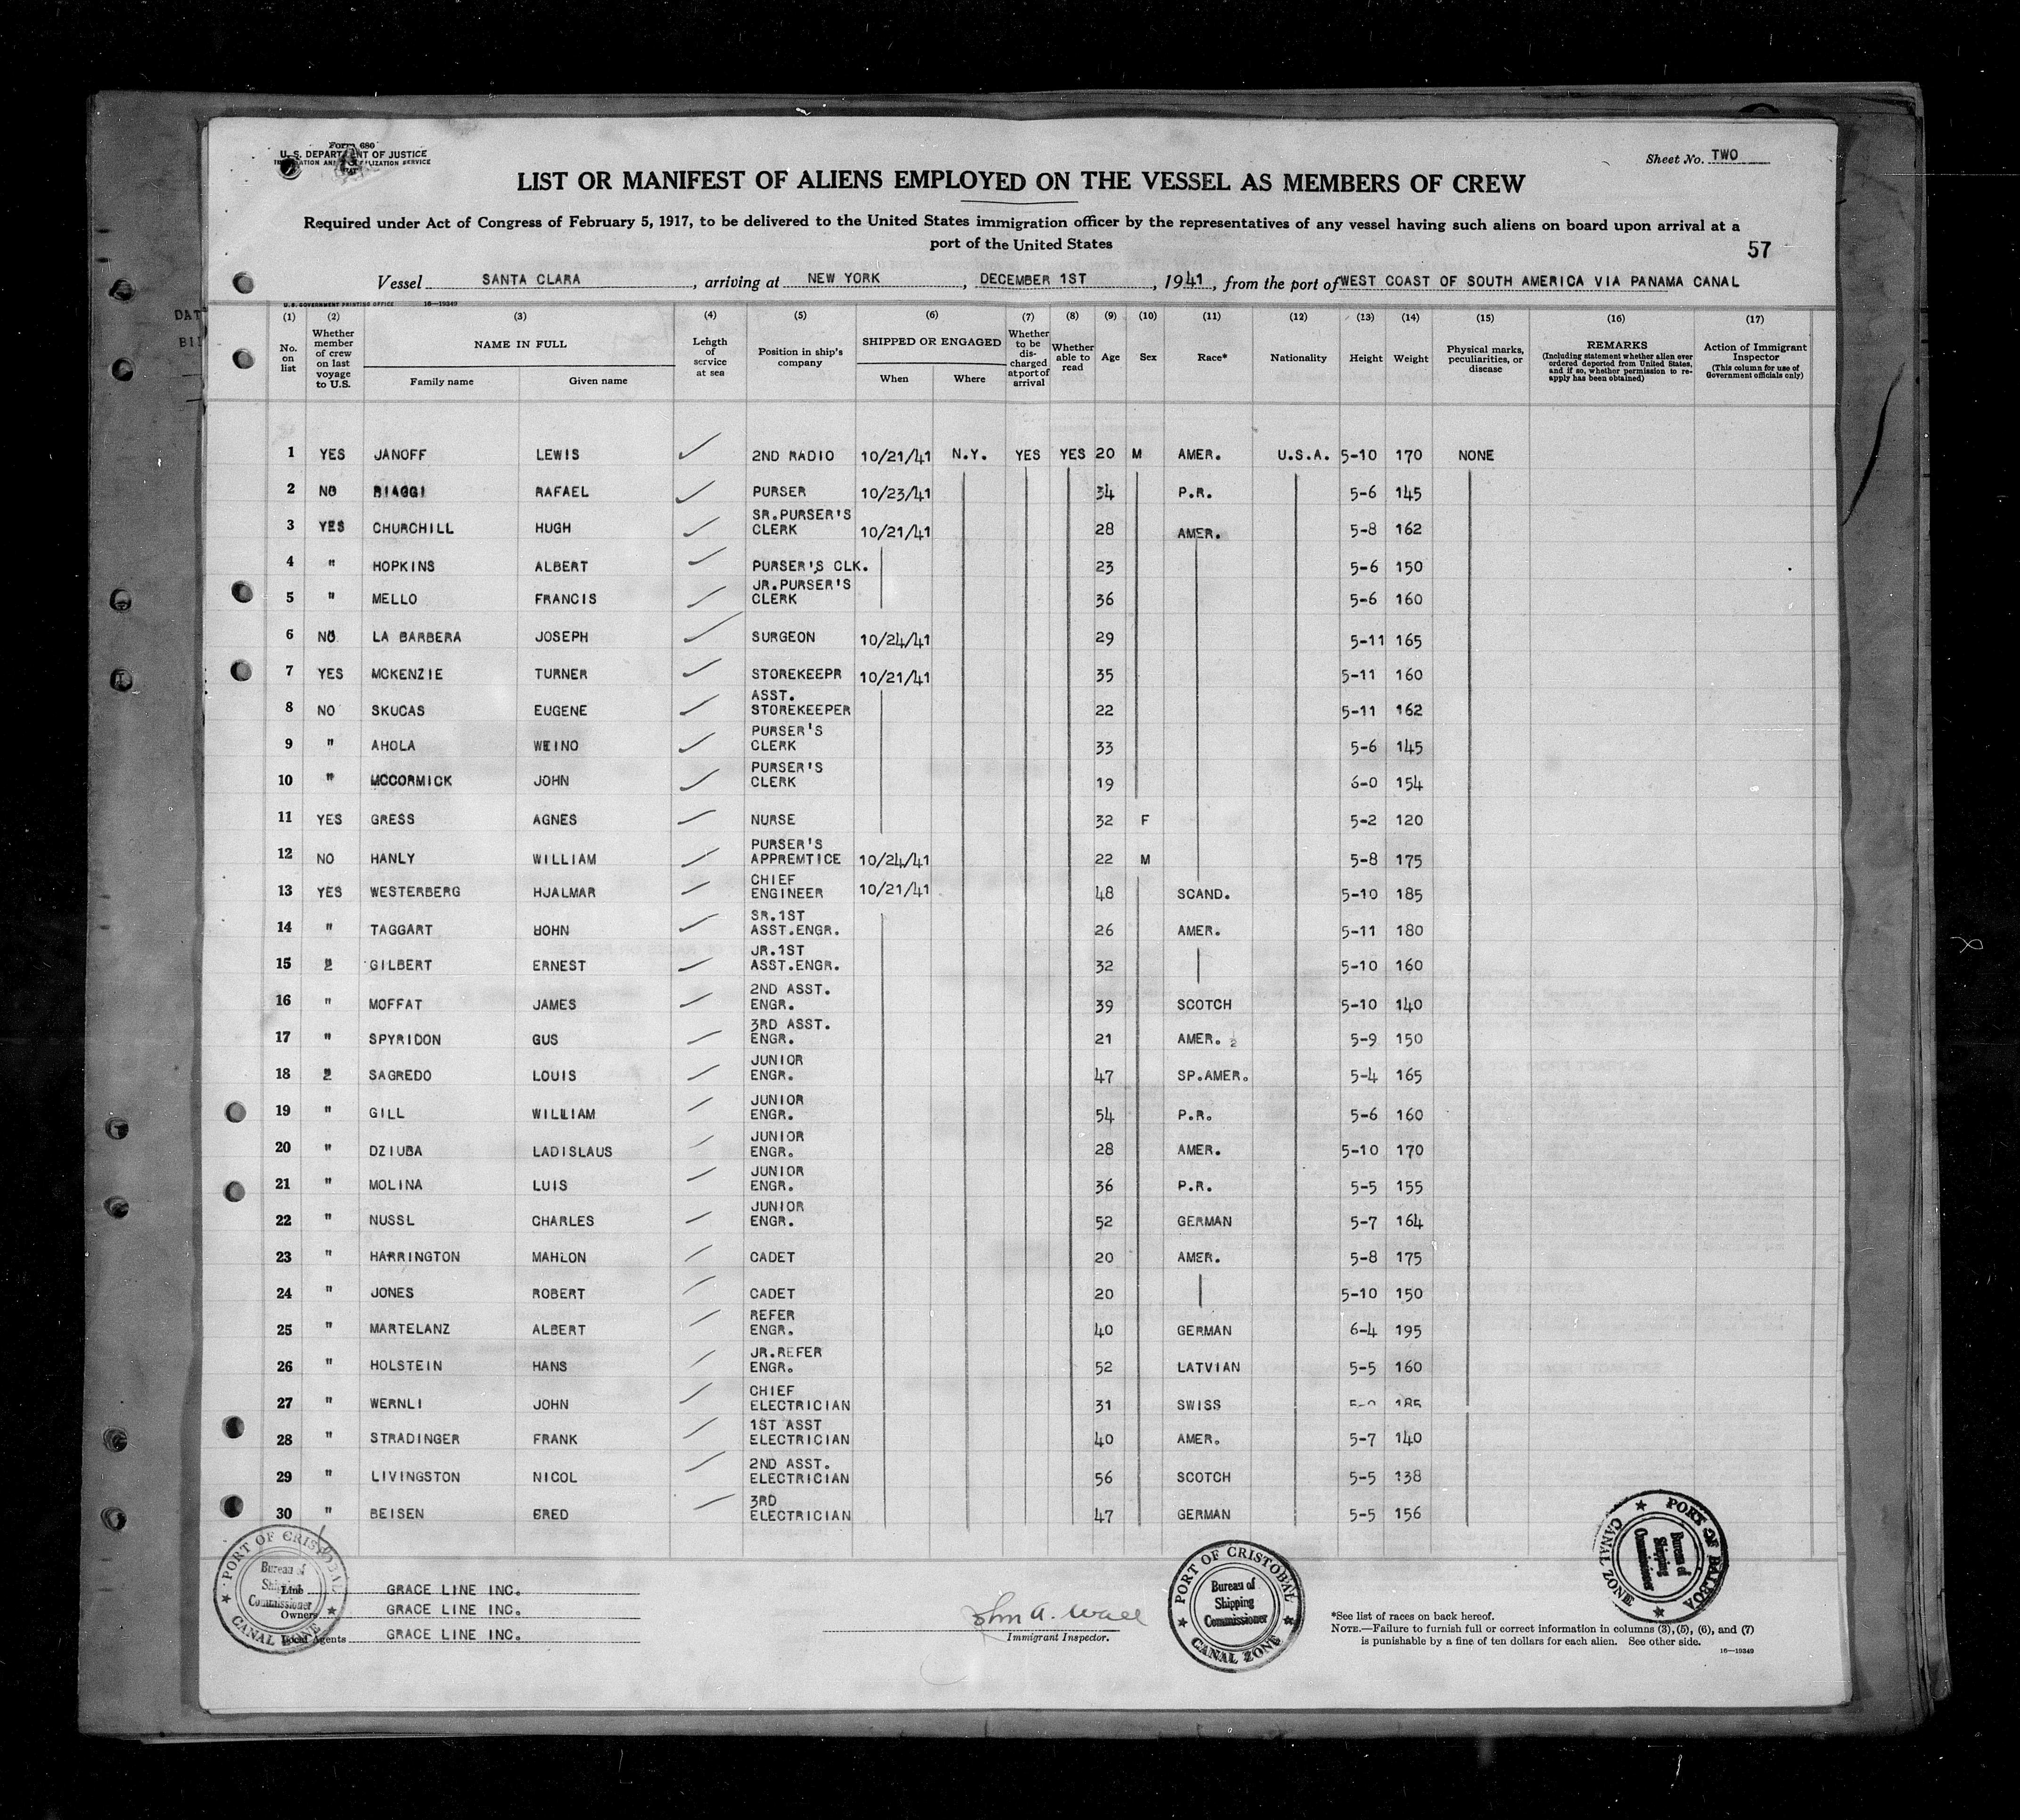 Form 680
U. S. DEPARTMENT OF JUSTICE
IMMIGRATION AND NATURALIZATION SERVICE
Sheet No. TWO
LIST OR MANIFEST OF ALIENS EMPLOYED ON THE VESSEL AS MEMBERS OF CREW
Required under Act of Congress of February 5, 1917, to be delivered to the United States immigration officer by the representatives of any vessel having such aliens on board upon arrival at a
port of the United States
57
Vessel SANTA CLARA, arriving at NEW YORK, DECEMBER 1ST, 1941, from the port of WEST COAST OF SOUTH AMERICA VIA PANAMA CANAL
U.S. GOVERNMENT PRINTING OFFICE 16—19349
(1) (2) (3) (4) (5) (6) (7) (8) (9) (10) (11) (12) (13) (14) (15) (16) (17)
No. on list | Whether member of crew on last voyage to U.S. | NAME IN FULL Family name Given name | Length of service at sea | Position in ship's company | SHIPPED OR ENGAGED When Where | Whether to be discharged at port of arrival | Whether able to read | Age | Sex | Race* | Nationality | Height | Weight | Physical marks, peculiarities, or disease | REMARKS (Including statement whether alien ever ordered deported from United States, and if so, whether permission to re-apply has been obtained) | Action of Immigrant Inspector (This column for use of Government officials only)
1 YES JANOFF LEWIS 2ND RADIO 10/21/41 N.Y. YES YES 20 M AMER. U.S.A. 5-10 170 NONE
2 NO BIAGGI RAFAEL PURSER 10/23/41 34 P.R. 5-6 145
3 YES CHURCHILL HUGH SR.PURSER'S CLERK 10/21/41 28 AMER. 5-8 162
4 " HOPKINS ALBERT PURSER'S CLK. 23 5-6 150
5 " MELLO FRANCIS JR.PURSER'S CLERK 36 5-6 160
6 NO LA BARBERA JOSEPH SURGEON 10/24/41 29 5-11 165
7 YES MCKENZIE TURNER STOREKEEPR 10/21/41 35 5-11 160
8 NO SKUCAS EUGENE ASST. STOREKEEPER 22 5-11 162
9 " AHOLA WEINO PURSER'S CLERK 33 5-6 145
10 " MCCORMICK JOHN PURSER'S CLERK 19 6-0 154
11 YES GRESS AGNES NURSE 32 F 5-2 120
12 NO HANLY WILLIAM PURSER'S APPREMTICE 10/24/41 22 M 5-8 175
13 YES WESTERBERG HJALMAR CHIEF ENGINEER 10/21/41 48 SCAND. 5-10 185
14 " TAGGART JOHN SR.1ST ASST.ENGR. 26 AMER. 5-11 180
15 " GILBERT ERNEST JR.1ST ASST.ENGR. 32 5-10 160
16 " MOFFAT JAMES 2ND ASST. ENGR. 39 SCOTCH 5-10 140
17 " SPYRIDON GUS 3RD ASST. ENGR. 21 AMER. 5-9 150
18 " SAGREDO LOUIS JUNIOR ENGR. 47 SP.AMER. 5-4 165
19 " GILL WILLIAM JUNIOR ENGR. 54 P.R. 5-6 160
20 " DZIUBA LADISLAUS JUNIOR ENGR. 28 AMER. 5-10 170
21 " MOLINA LUIS JUNIOR ENGR. 36 P.R. 5-5 155
22 " NUSSL CHARLES JUNIOR ENGR. 52 GERMAN 5-7 164
23 " HARRINGTON MAHLON CADET 20 AMER. 5-8 175
24 " JONES ROBERT CADET 20 5-10 150
25 " MARTELANZ ALBERT REFER ENGR. 40 GERMAN 6-4 195
26 " HOLSTEIN HANS JR.REFER ENGR. 52 LATVIAN 5-5 160
27 " WERNLI JOHN CHIEF ELECTRICIAN 31 SWISS 185
28 " STRADINGER FRANK 1ST ASST ELECTRICIAN 40 AMER. 5-7 140
29 " LIVINGSTON NICOL 2ND ASST. ELECTRICIAN 56 SCOTCH 5-5 138
30 " BEISEN GRED 3RD ELECTRICIAN 47 GERMAN 5-5 156
PORT OF CRISTOBAL Bureau of Shipping Commissioner CANAL ZONE
PORT OF BALBOA Bureau of Shipping Commissioner CANAL ZONE
Line GRACE LINE INC.
Owners GRACE LINE INC.
Local Agents GRACE LINE INC.
John A. Wall
Immigrant Inspector.
PORT OF CRISTOBAL Bureau of Shipping Commissioner CANAL ZONE
*See list of races on back hereof.
NOTE.—Failure to furnish full or correct information in columns (3), (5), (6), and (7)
is punishable by a fine of ten dollars for each alien. See other side.
16—19349